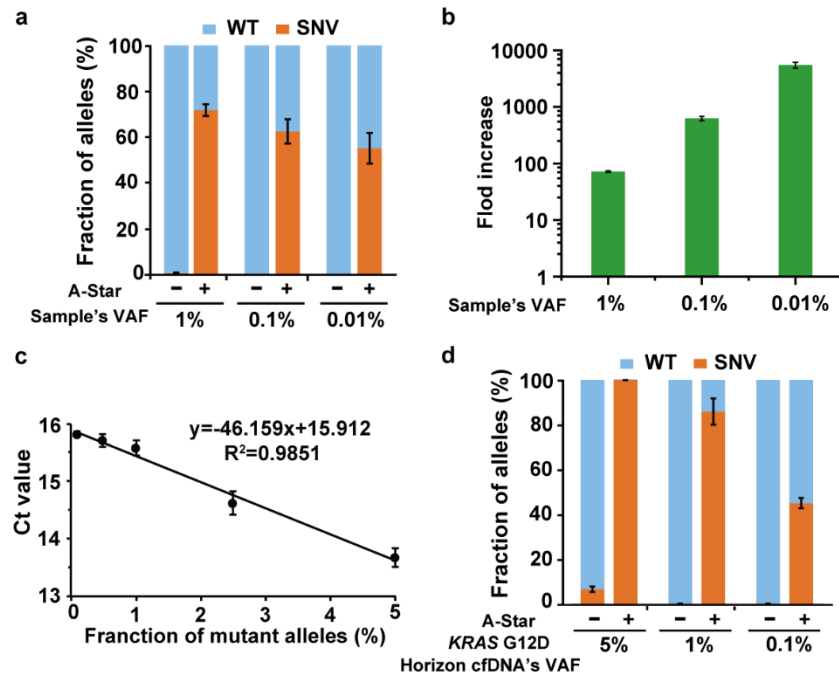 a
WT SNV
Fraction of alleles (%)
100
80
60
40
20
0
A-Star − + − + − +
Sample's VAF 1% 0.1% 0.01%
b
Flod increase
10000
1000
100
10
1
Sample's VAF 1% 0.1% 0.01%
c
Ct value
16
15
14
13
y=-46.159x+15.912
R²=0.9851
0 1 2 3 4 5
Franction of mutant alleles (%)
d
WT SNV
Fraction of alleles (%)
100
80
60
40
20
0
A-Star − + − + − +
KRAS G12D 5% 1% 0.1%
Horizon cfDNA's VAF